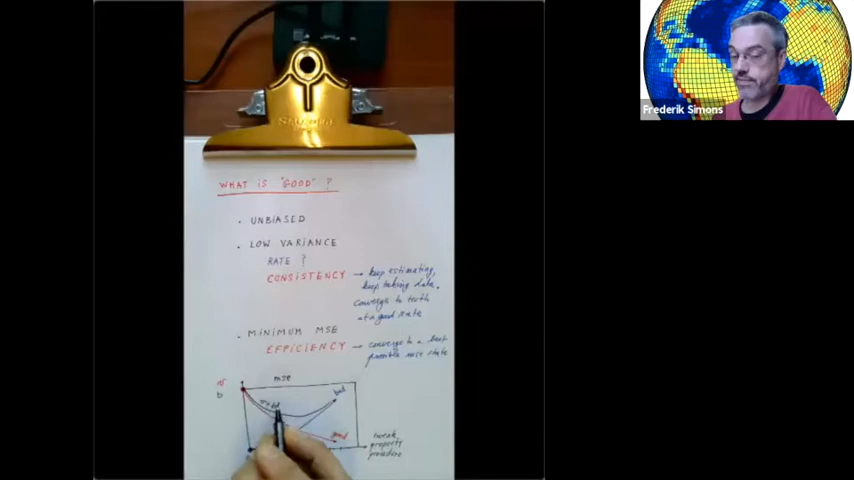 Frederik Simons
WHAT IS "GOOD" ?
• UNBIASED
• LOW VARIANCE
RATE ?
CONSISTENCY → keep estimating,
keep taking data,
converge to truth
at a good rate
• MINIMUM MSE
EFFICIENCY → converge to a best
possible mse rate
mse
b
bad
good
tweak
property
procedure